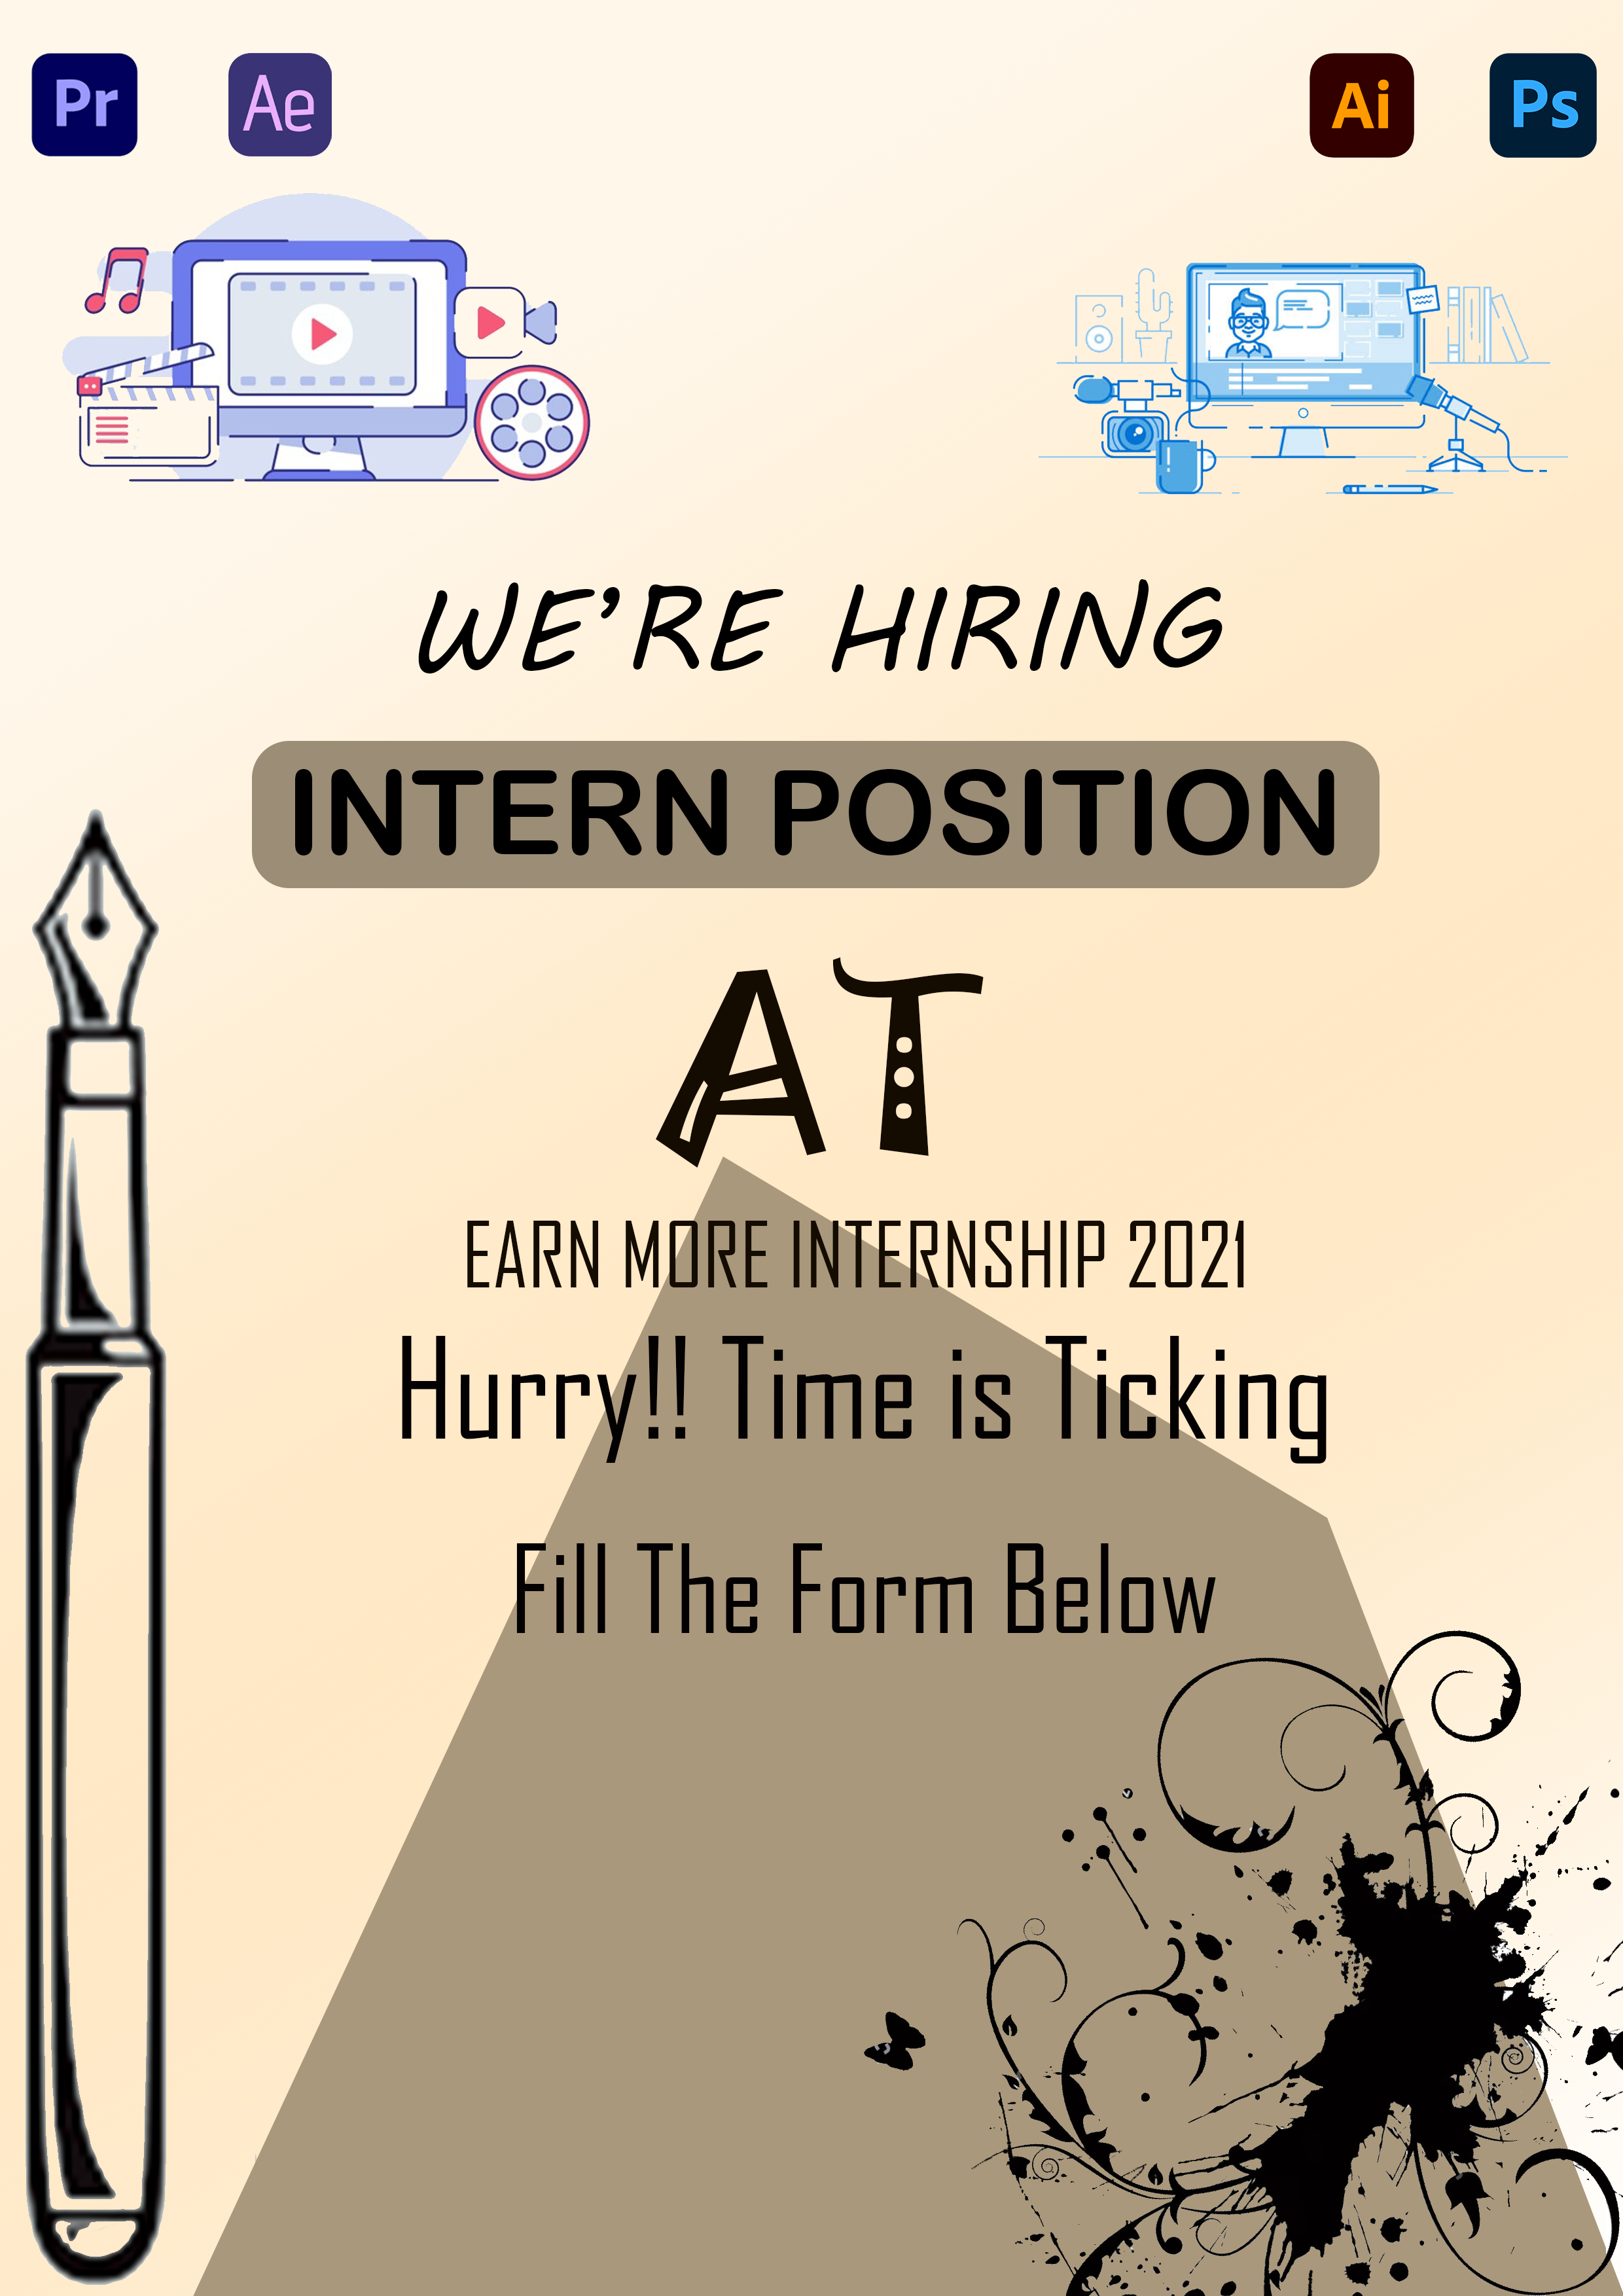 Pr Ae Ai Ps
WE'RE HIRING
INTERN POSITION
AT
EARN MORE INTERNSHIP 2021
Hurry!! Time is Ticking
Fill The Form Below